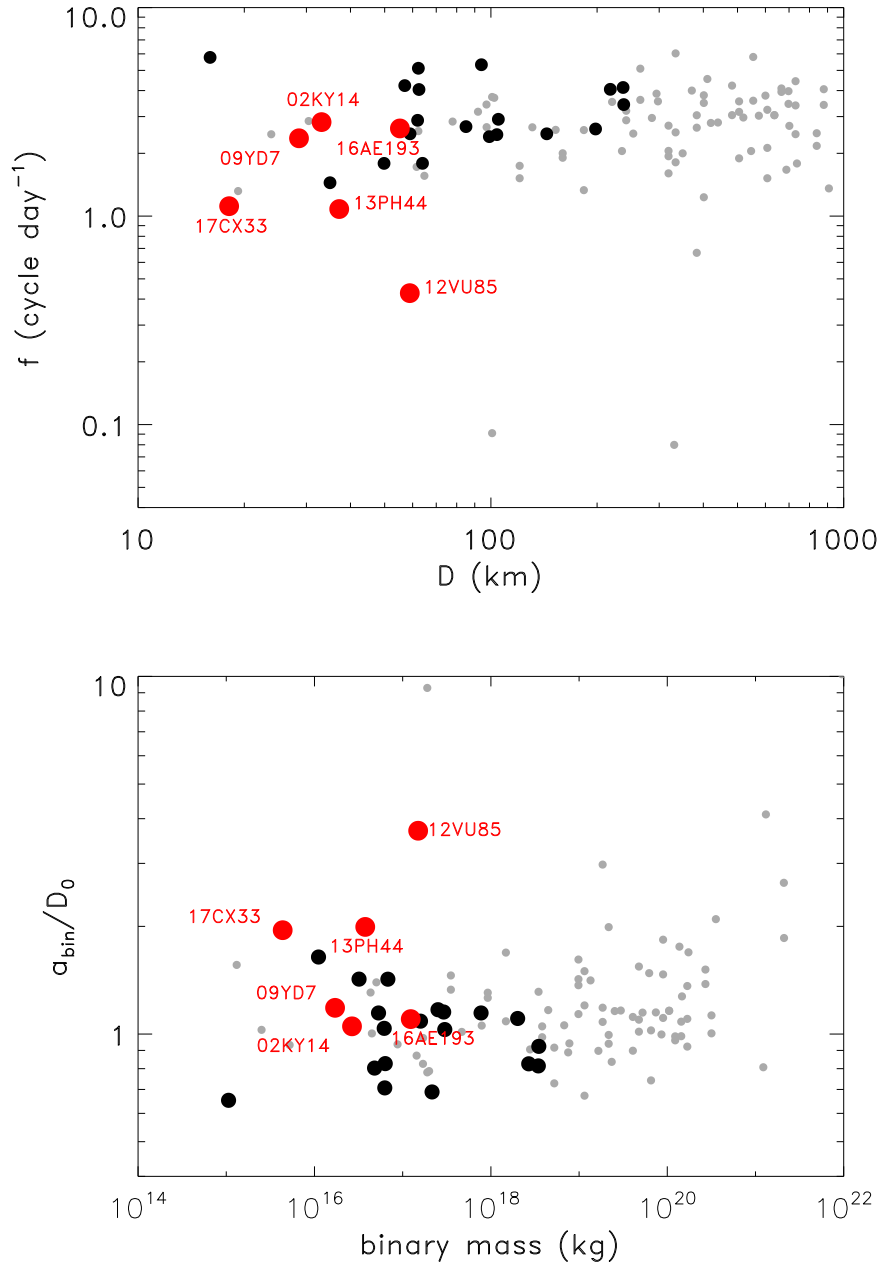 10.0
02KY14
09YD7
16AE193
1.0
17CX33
13PH44
12VU85
f (cycle day⁻¹)
0.1
10
100
1000
D (km)
10
12VU85
17CX33
13PH44
a_bin/D₀
09YD7
02KY14
16AE193
1
10¹⁴
10¹⁶
10¹⁸
10²⁰
10²²
binary mass (kg)